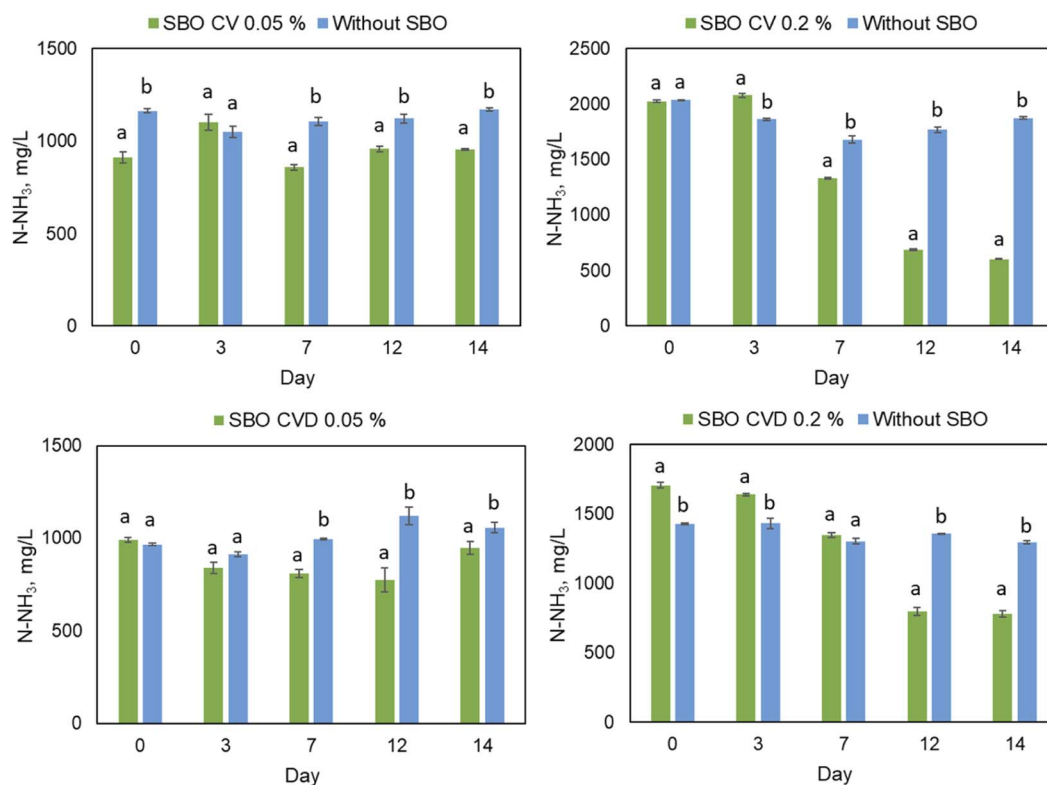 SBO CV 0.05 % Without SBO
1500
1000
500
0
N-NH₃, mg/L
a b a a a b a b a b
0 3 7 12 14
Day
SBO CV 0.2 % Without SBO
2500
2000
1500
1000
500
0
N-NH₃, mg/L
a a a b a b a b a b
0 3 7 12 14
Day
SBO CVD 0.05 %
1500
1000
500
0
N-NH₃, mg/L
a a a a a b a b a b
0 3 7 12 14
Day
SBO CVD 0.2 % Without SBO
2000
1500
1000
500
0
N-NH₃, mg/L
a b a b a a a b a b
0 3 7 12 14
Day